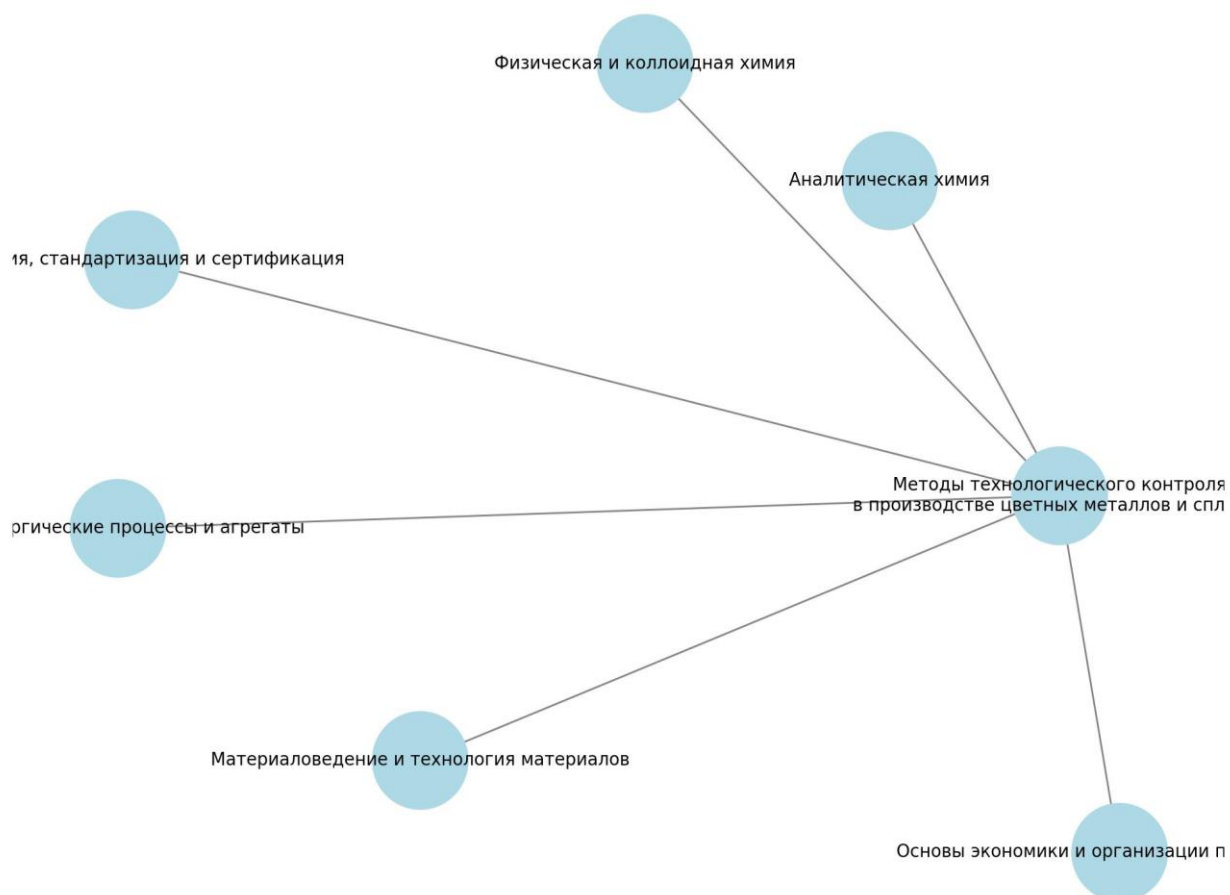 Физическая и коллоидная химия
Аналитическая химия
ия, стандартизация и сертификация
Методы технологического контроля
в производстве цветных металлов и спл
ргические процессы и агрегаты
Материаловедение и технология материалов
Основы экономики и организации п